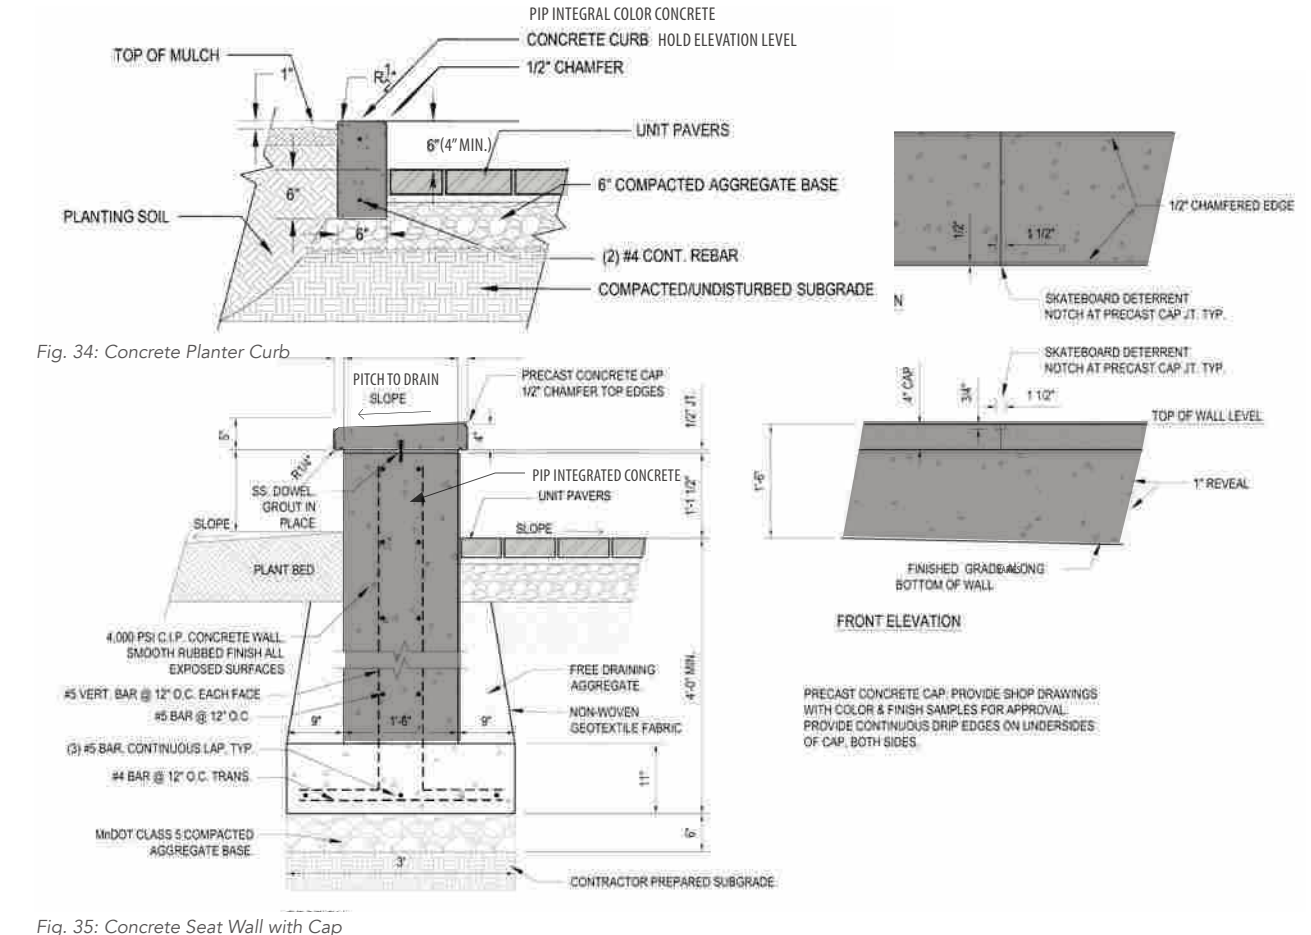 PIP INTEGRAL COLOR CONCRETE
CONCRETE CURB HOLD ELEVATION LEVEL
1/2" CHAMFER
TOP OF MULCH
1"
R1/2"
6"(4" MIN.)
UNIT PAVERS
6" COMPACTED AGGREGATE BASE
6"
PLANTING SOIL
6"
(2) #4 CONT. REBAR
COMPACTED/UNDISTURBED SUBGRADE
Fig. 34: Concrete Planter Curb
1/2" CHAMFERED EDGE
1/2"
1 1/2"
SKATEBOARD DETERRENT
NOTCH AT PRECAST CAP JT. TYP.
N
SKATEBOARD DETERRENT
NOTCH AT PRECAST CAP JT. TYP.
4" CAP
3/4"
1 1/2"
TOP OF WALL LEVEL
1'-6"
1" REVEAL
FINISHED GRADE ALONG
BOTTOM OF WALL
FRONT ELEVATION
PRECAST CONCRETE CAP: PROVIDE SHOP DRAWINGS
WITH COLOR & FINISH SAMPLES FOR APPROVAL.
PROVIDE CONTINUOUS DRIP EDGES ON UNDERSIDES
OF CAP, BOTH SIDES.
PITCH TO DRAIN
SLOPE
PRECAST CONCRETE CAP
1/2" CHAMFER TOP EDGES
5"
4"
1/2" JT.
R1/4"
SS. DOWEL.
GROUT IN
PLACE
PIP INTEGRATED CONCRETE
UNIT PAVERS
1'-1 1/2"
SLOPE
SLOPE
PLANT BED
4,000 PSI C.I.P. CONCRETE WALL.
SMOOTH RUBBED FINISH ALL
EXPOSED SURFACES
#5 VERT. BAR @ 12" O.C. EACH FACE
#5 BAR @ 12" O.C.
FREE DRAINING
AGGREGATE
4'-0" MIN.
NON-WOVEN
GEOTEXTILE FABRIC
9"
1'-6"
9"
(3) #5 BAR. CONTINUOUS LAP, TYP.
#4 BAR @ 12" O.C. TRANS.
11"
MnDOT CLASS 5 COMPACTED
AGGREGATE BASE
6"
3'
CONTRACTOR PREPARED SUBGRADE
Fig. 35: Concrete Seat Wall with Cap